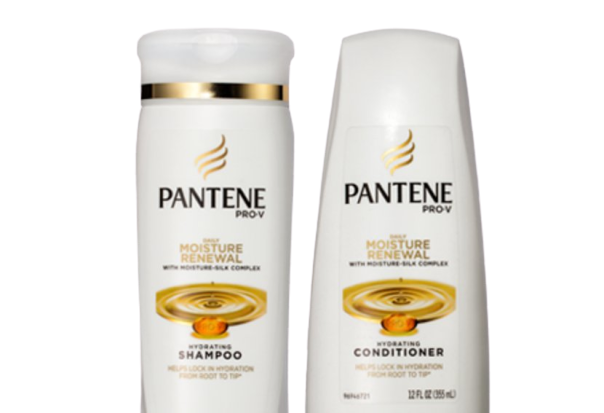 PANTENE
PRO-V
DAILY
MOISTURE
RENEWAL
WITH MOISTURE-SILK COMPLEX
HYDRATING
SHAMPOO
HELPS LOCK IN HYDRATION
FROM ROOT TO TIP*
PANTENE
PRO-V
DAILY
MOISTURE
RENEWAL
WITH MOISTURE-SILK COMPLEX
HYDRATING
CONDITIONER
HELPS LOCK IN HYDRATION
FROM ROOT TO TIP*
96946721 12 FL OZ (355 mL)